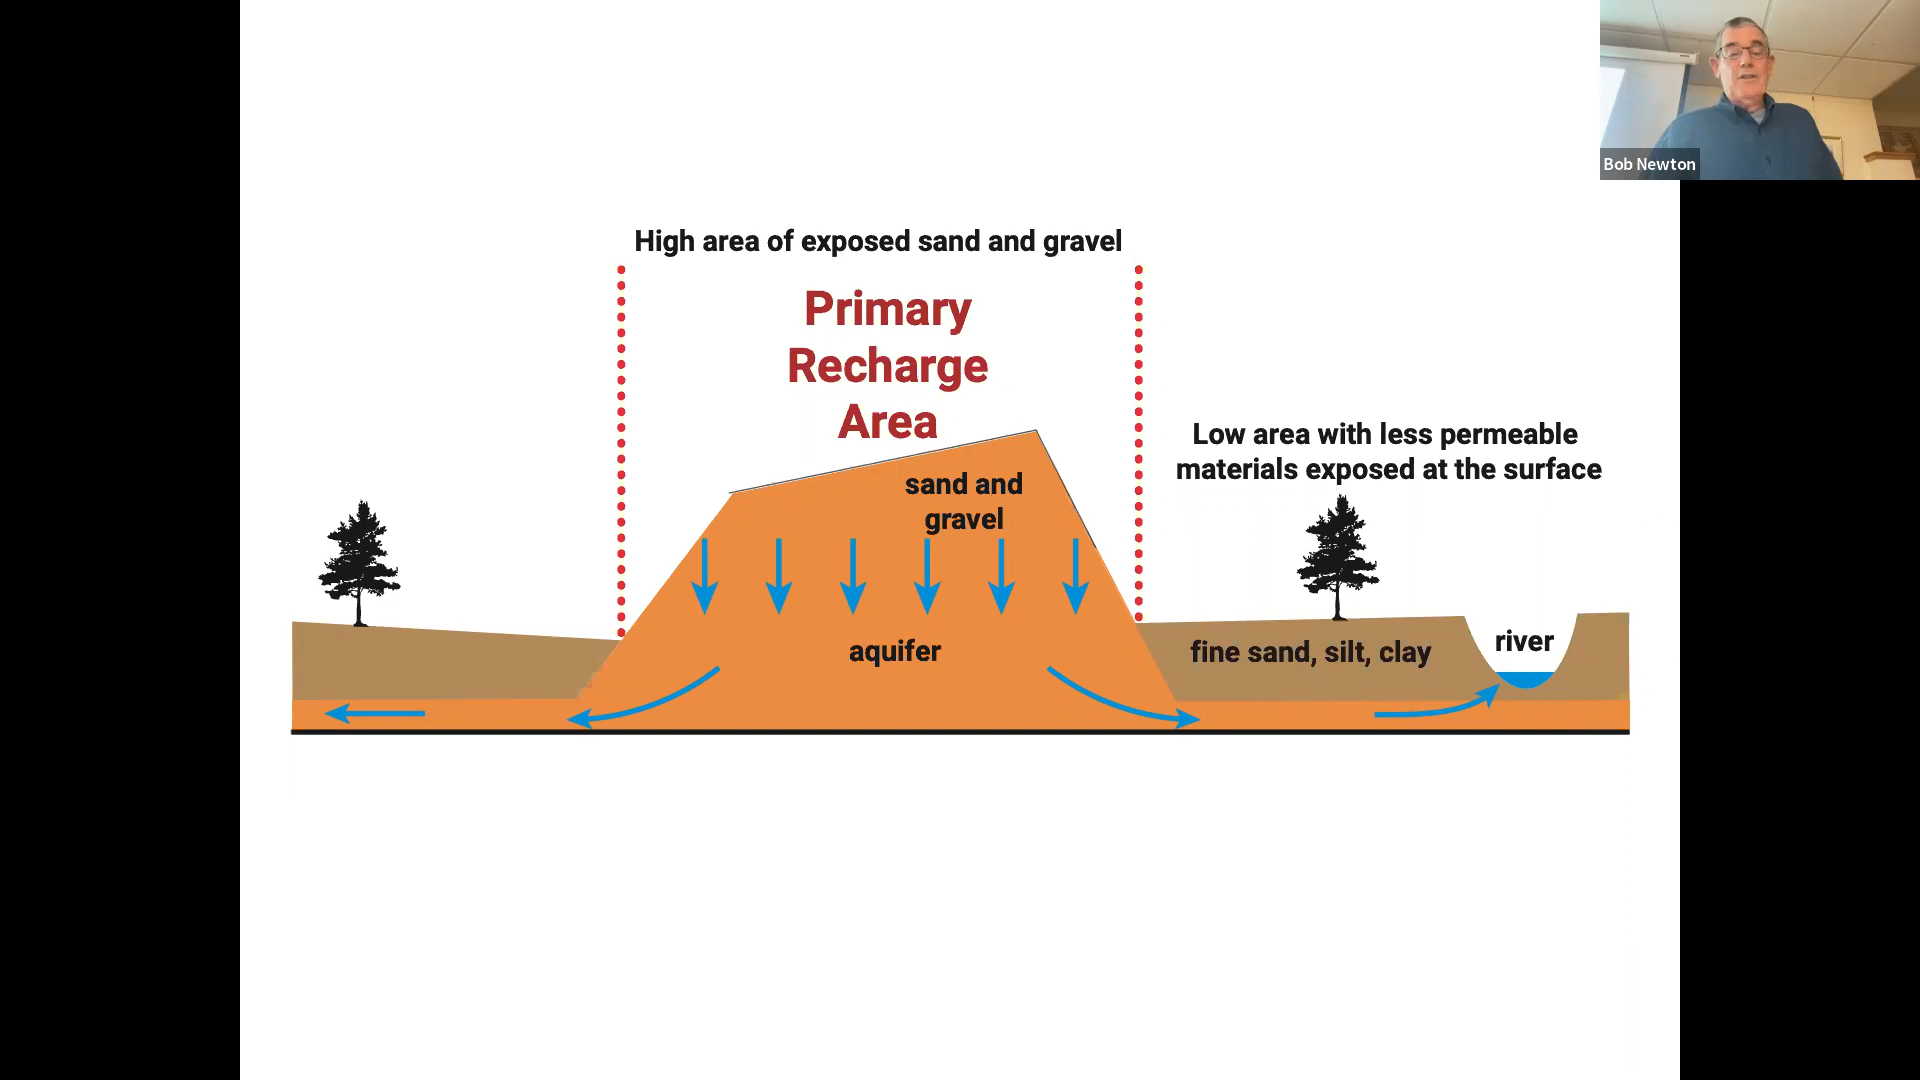 Bob Newton
High area of exposed sand and gravel
Primary
Recharge
Area
Low area with less permeable
materials exposed at the surface
sand and
gravel
aquifer
fine sand, silt, clay
river